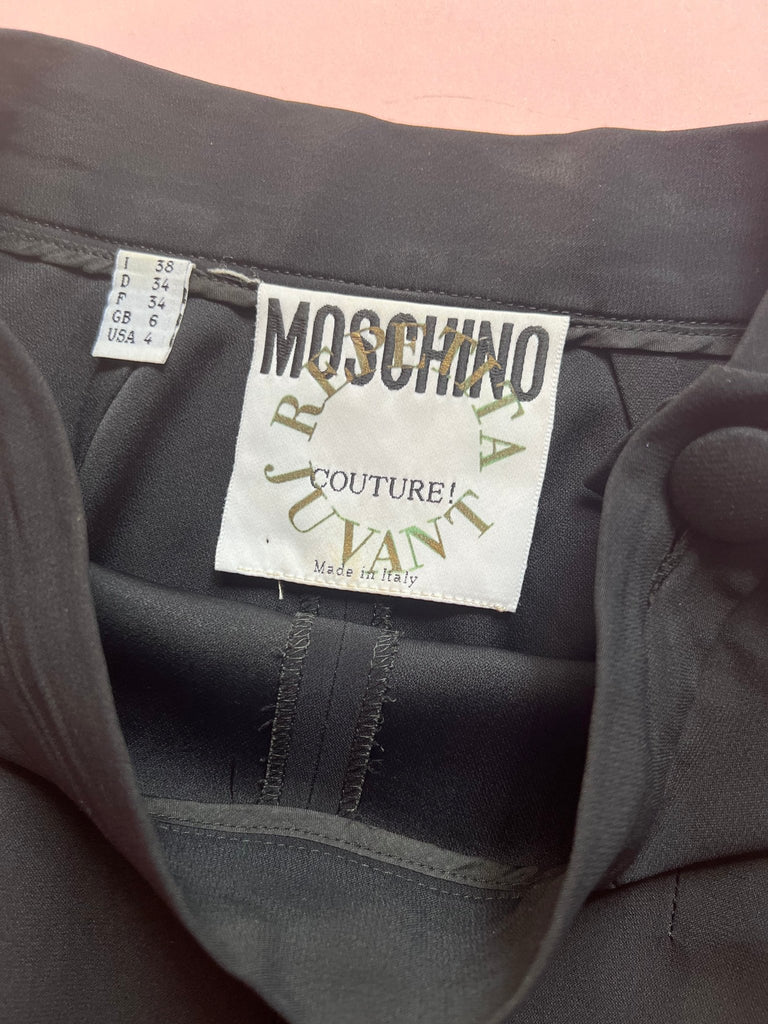 I 38
D 34
F 34
GB 6
USA 4
MOSCHINO
REPETITA
JUVANT
COUTURE!
Made in Italy